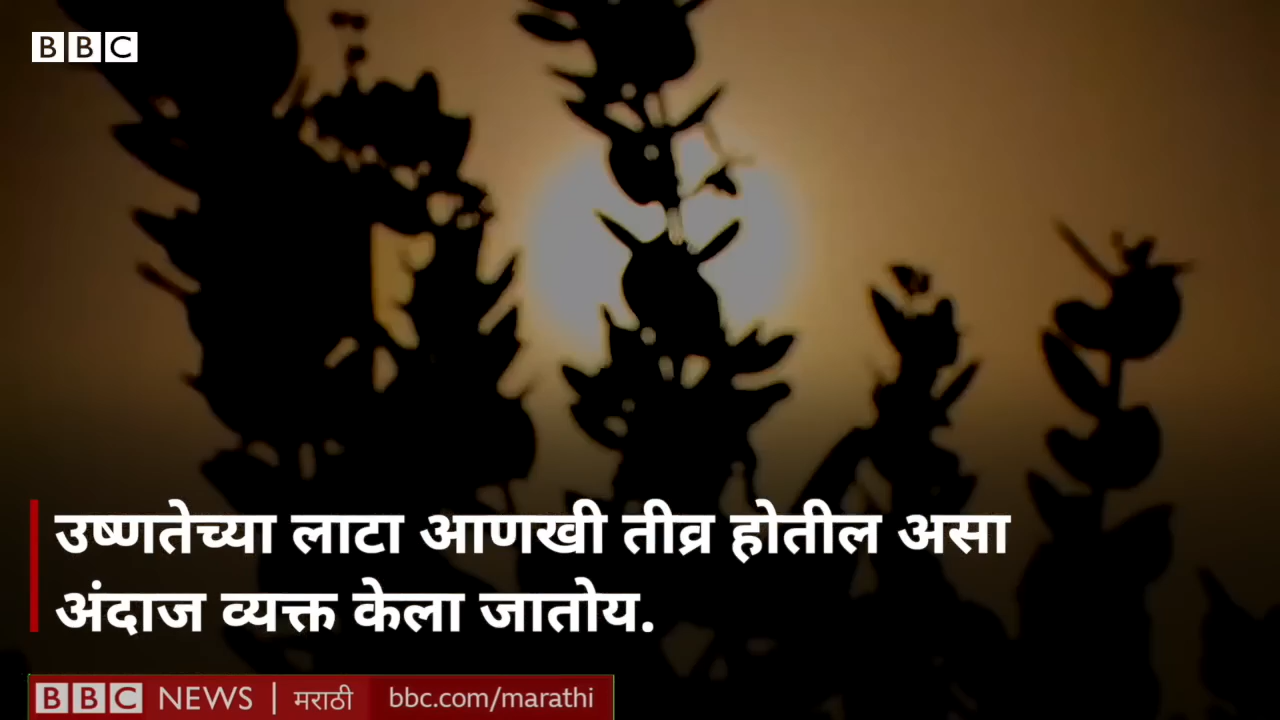 BBC
उष्णतेच्या लाटा आणखी तीव्र होतील असा
अंदाज व्यक्त केला जातोय.
BBC NEWS | मराठी bbc.com/marathi